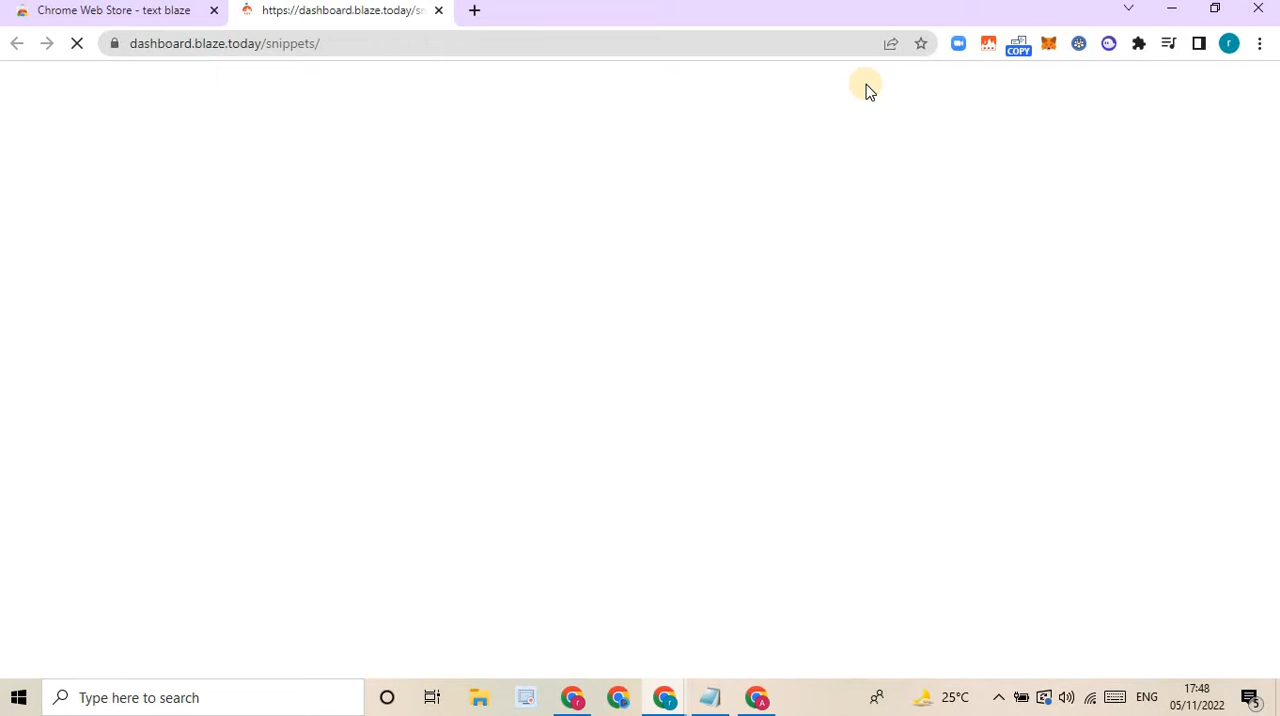 Chrome Web Store - text blaze
https://dashboard.blaze.today/sn
dashboard.blaze.today/snippets/
COPY
r
Type here to search
r
r
A
25°C
ENG
17:48
05/11/2022
5